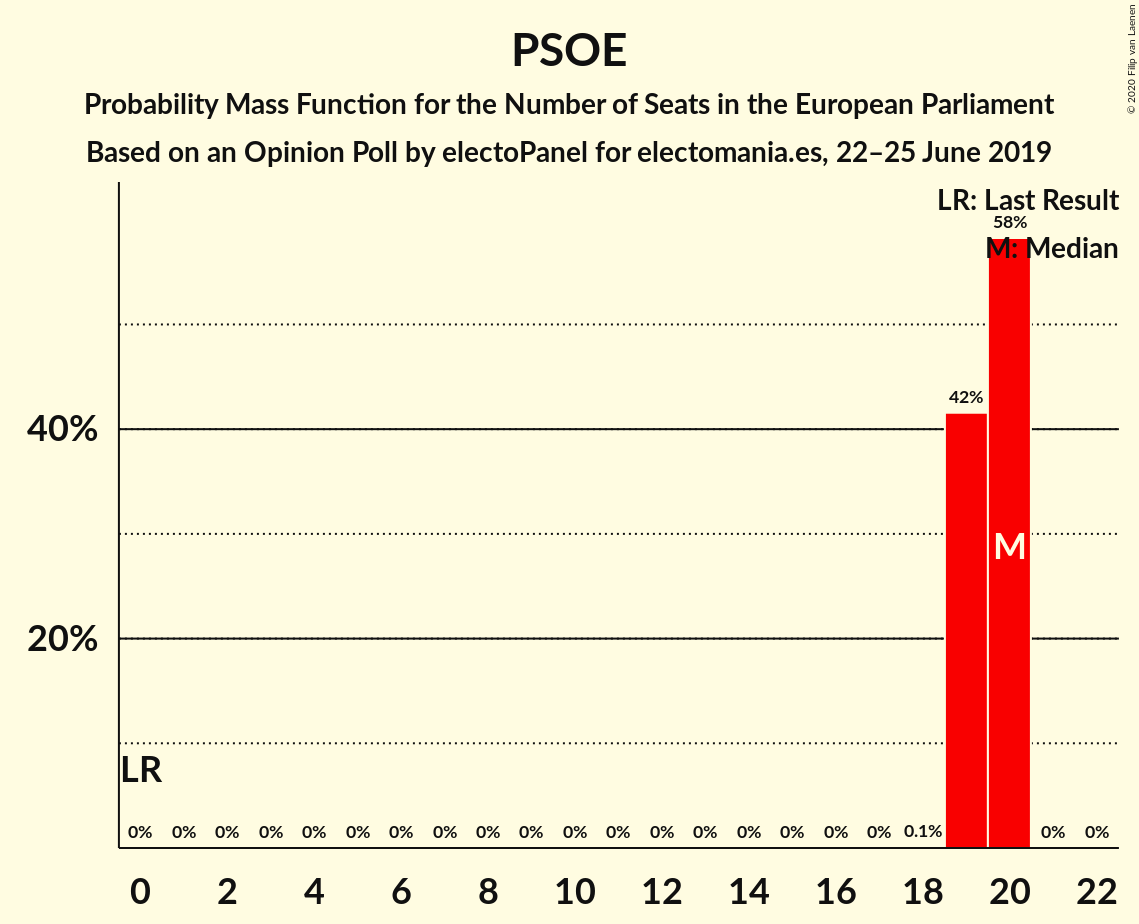 PSOE
Probability Mass Function for the Number of Seats in the European Parliament
Based on an Opinion Poll by electoPanel for electomania.es, 22–25 June 2019
© 2020 Filip van Laenen
LR: Last Result
58%
M: Median
42%
40%
M
20%
LR
0% 0% 0% 0% 0% 0% 0% 0% 0% 0% 0% 0% 0% 0% 0% 0% 0% 0% 0.1% 0% 0%
0 2 4 6 8 10 12 14 16 18 20 22